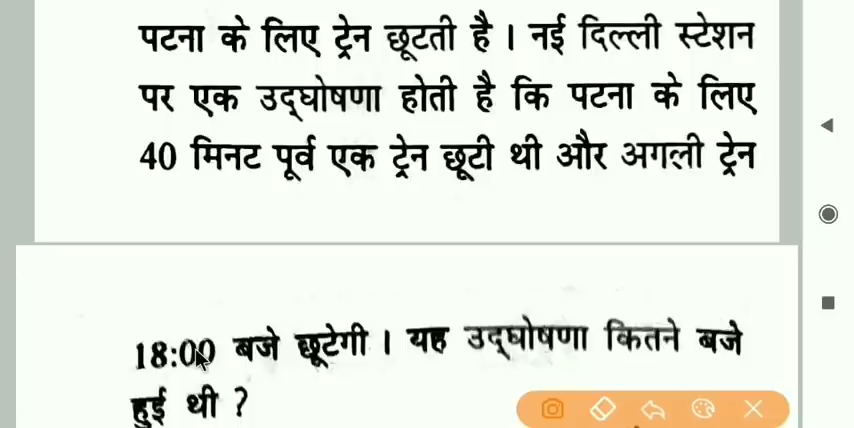 पटना के लिए ट्रेन छूटती है । नई दिल्ली स्टेशन
पर एक उद्घोषणा होती है कि पटना के लिए
40 मिनट पूर्व एक ट्रेन छूटी थी और अगली ट्रेन
18:00 बजे छूटेगी । यह उद्घोषणा कितने बजे
हुई थी ?